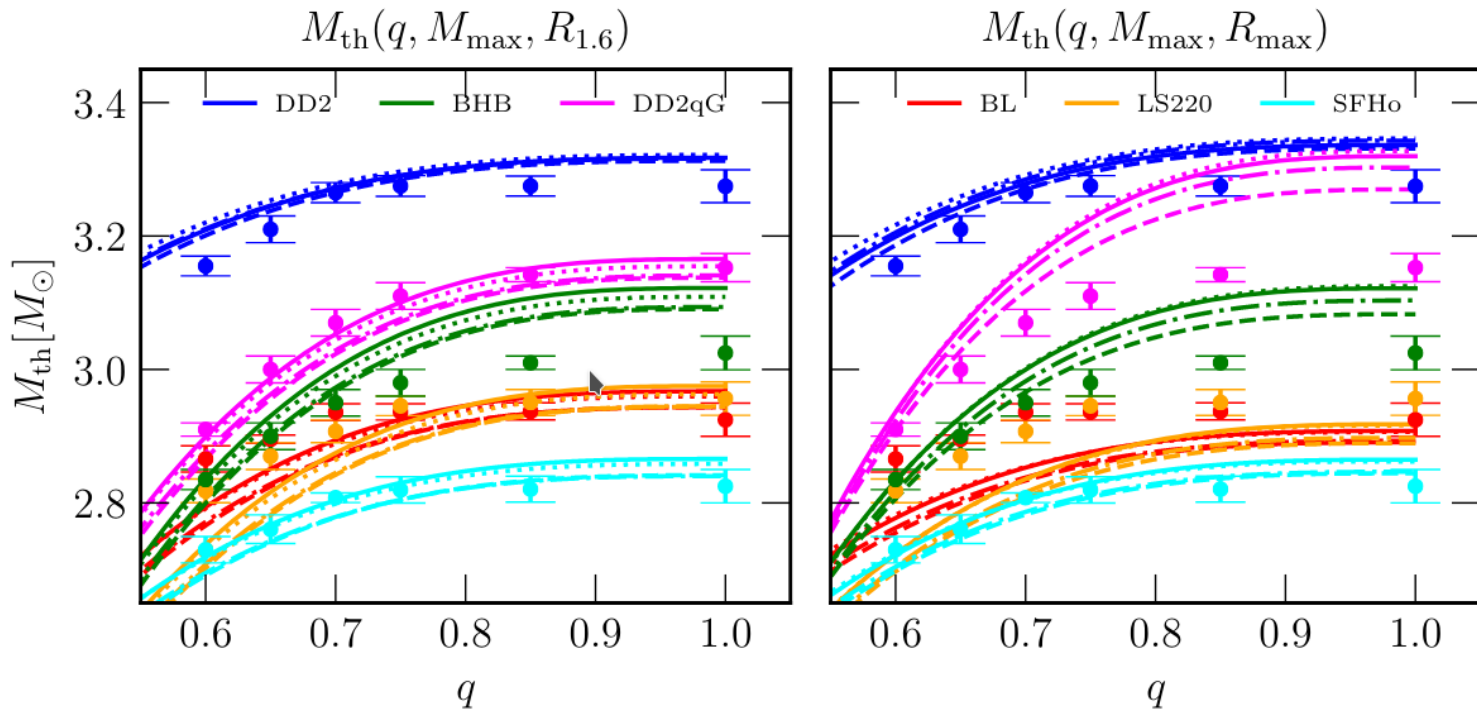 M_th(q, M_max, R_1.6)
M_th(q, M_max, R_max)
M_th[M_⊙]
3.4
3.2
3.0
2.8
DD2 BHB DD2qG
BL LS220 SFHo
0.6 0.7 0.8 0.9 1.0
0.6 0.7 0.8 0.9 1.0
q
q